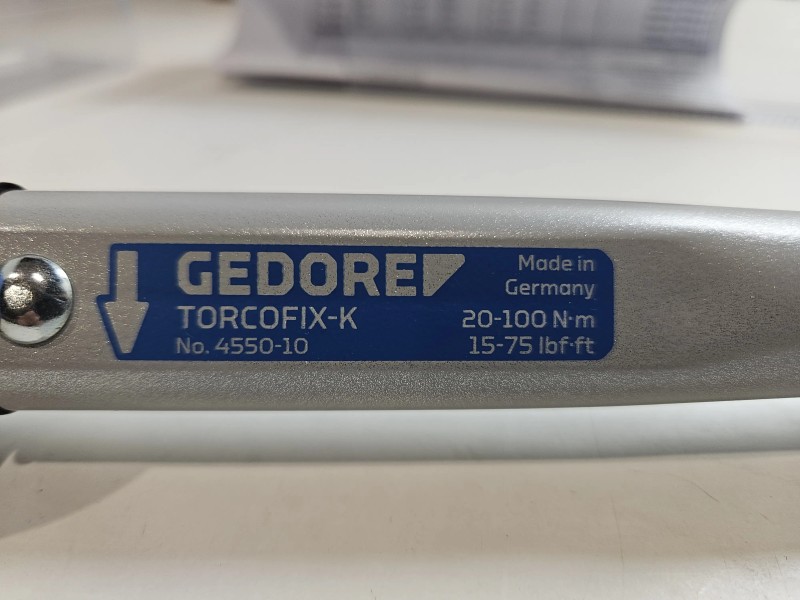 GEDORE
Made in
Germany
TORCOFIX-K
20-100 N·m
No. 4550-10
15-75 lbf·ft